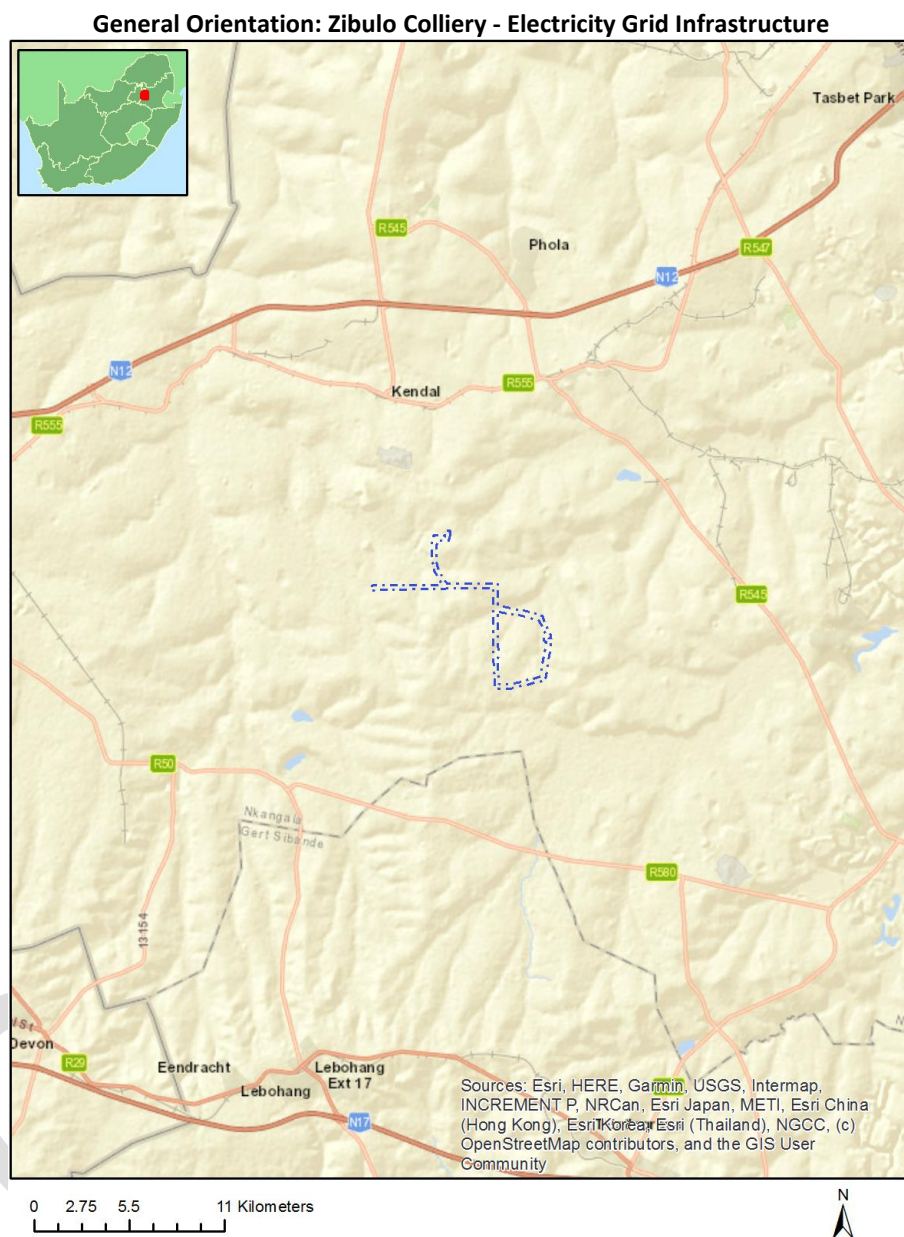 General Orientation: Zibulo Colliery - Electricity Grid Infrastructure
Tasbet Park
R545
Phola
R547
N12
N12
Kendal
R555
R555
R545
R50
Nkangala
Gert Sibande
R580
13154
Devon
R29
Eendracht
Lebohang
Lebohang
Ext 17
N17
Sources: Esri, HERE, Garmin, USGS, Intermap,
INCREMENT P, NRCan, Esri Japan, METI, Esri China
(Hong Kong), Esri Korea, Esri (Thailand), NGCC, (c)
OpenStreetMap contributors, and the GIS User
Community
0 2.75 5.5 11 Kilometers
N